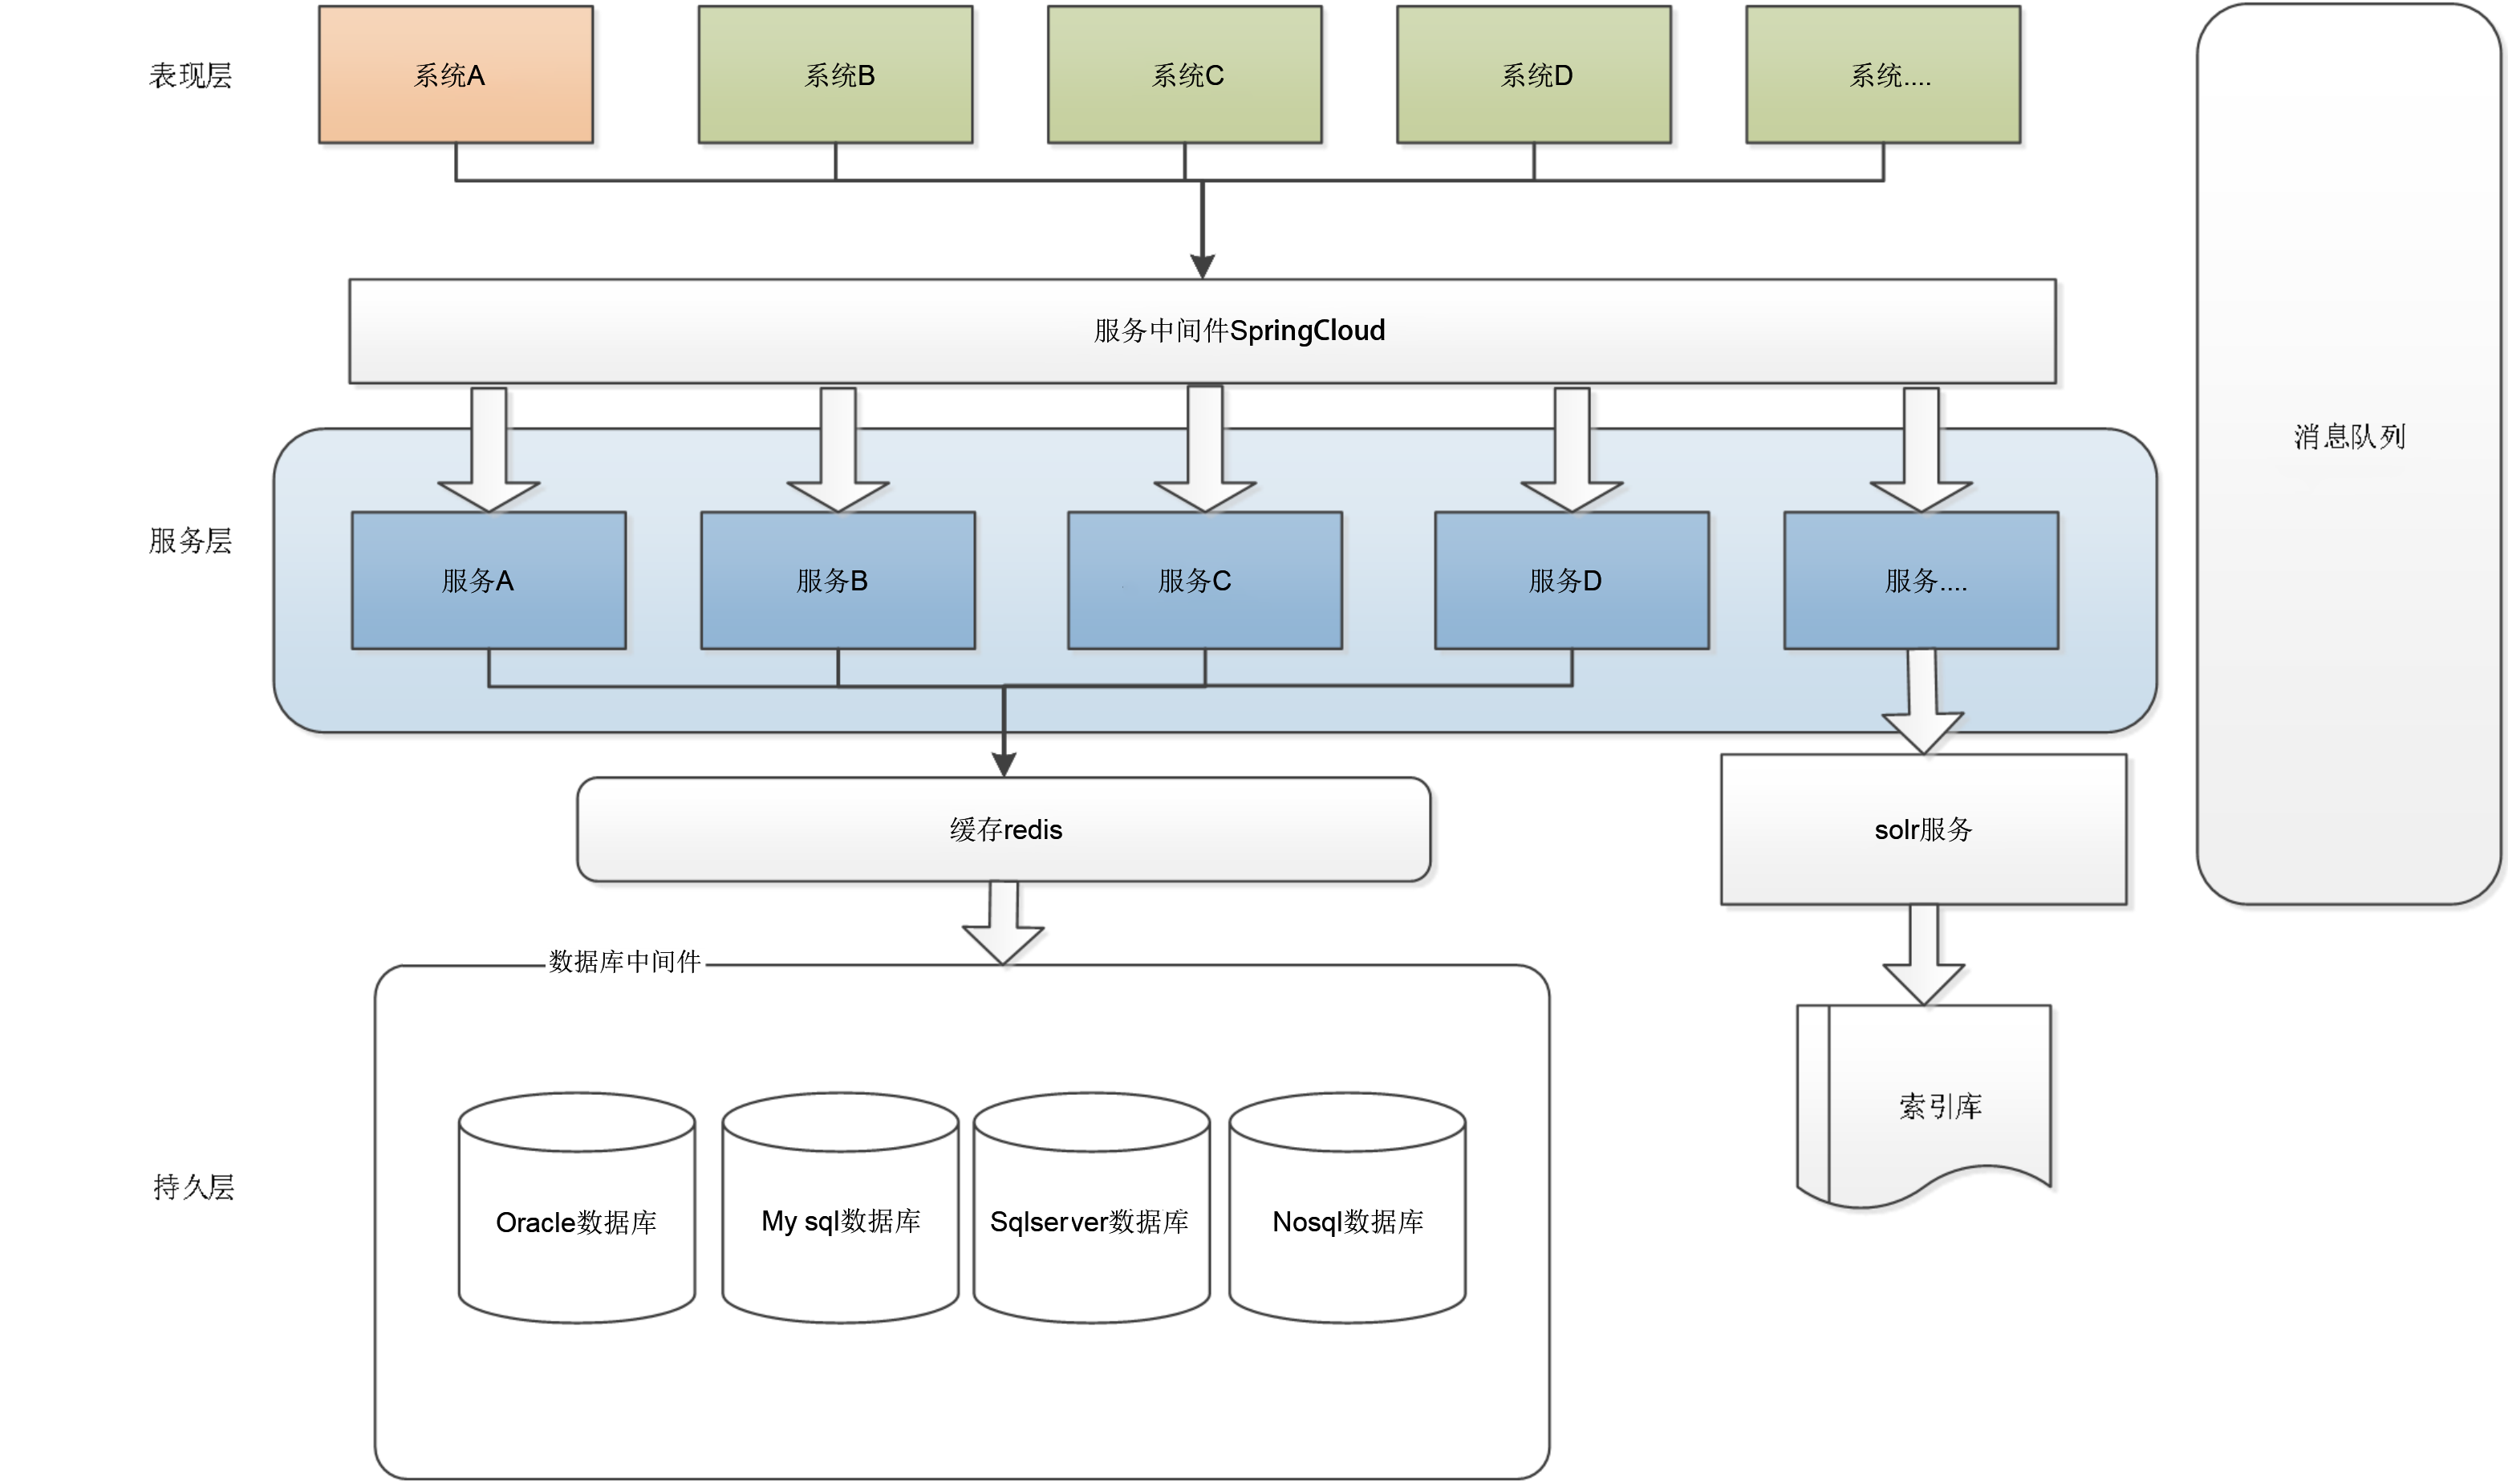 表现层
系统A
系统B
系统C
系统D
系统....
服务中间件SpringCloud
消息队列
服务层
服务A
服务B
服务C
服务D
服务....
缓存redis
solr服务
数据库中间件
索引库
持久层
Oracle数据库
My sql数据库
Sqlserver数据库
Nosql数据库